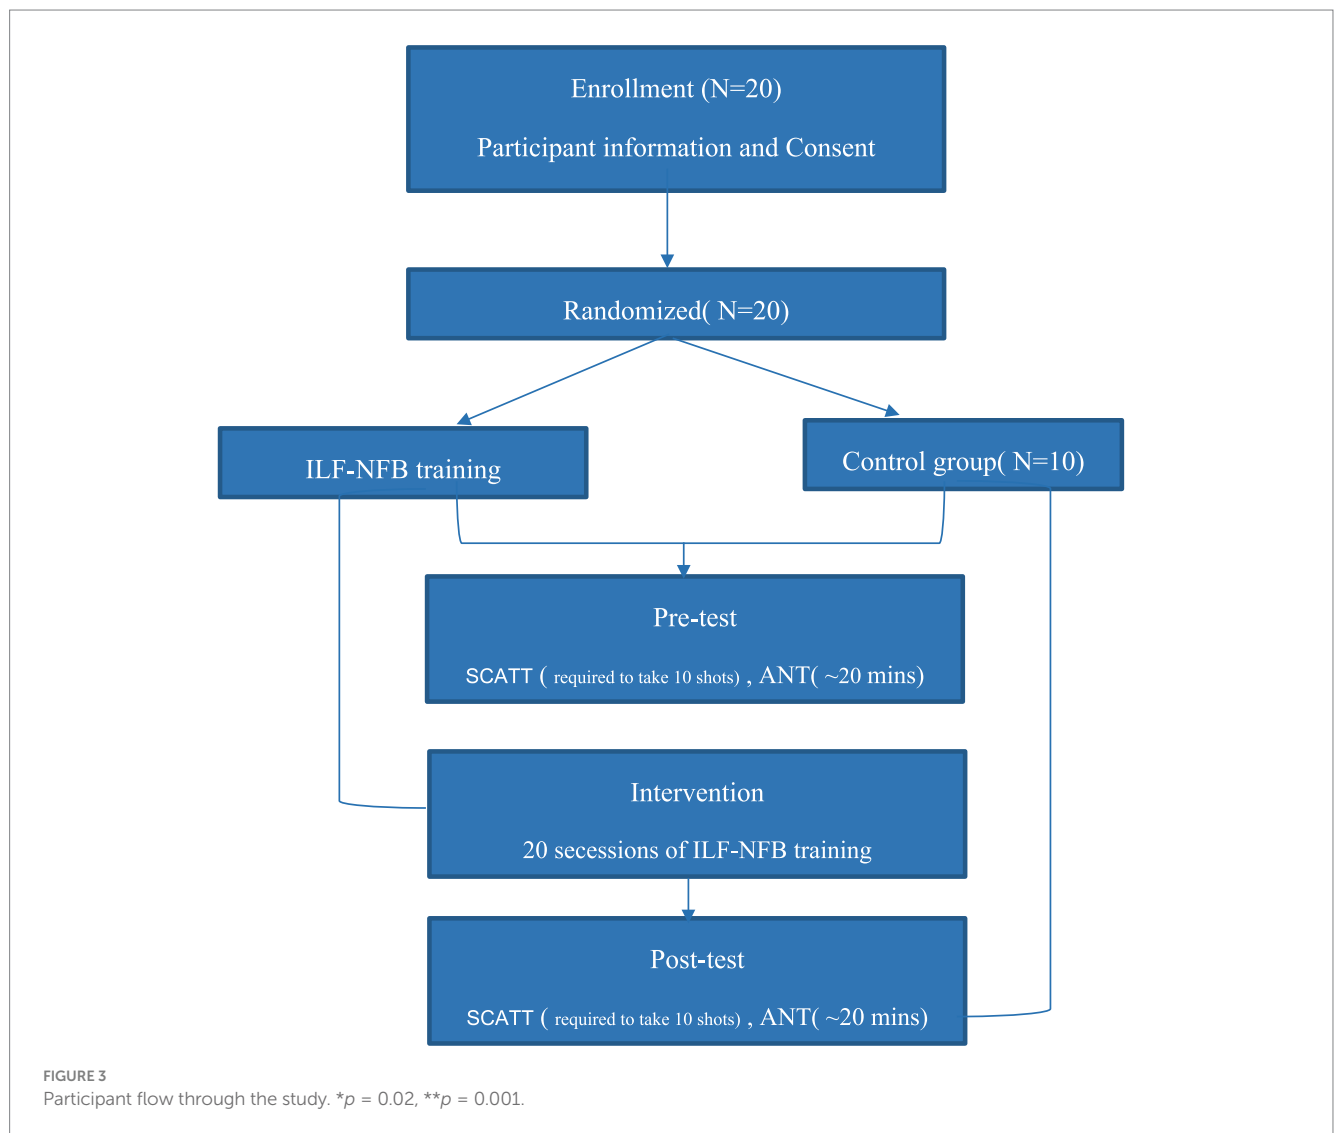 Enrollment (N=20)
Participant information and Consent
Randomized( N=20)
ILF-NFB training
Control group( N=10)
Pre-test
SCATT ( required to take 10 shots) , ANT( ~20 mins)
Intervention
20 secessions of ILF-NFB training
Post-test
SCATT ( required to take 10 shots) , ANT( ~20 mins)
FIGURE 3
Participant flow through the study. *p = 0.02, **p = 0.001.